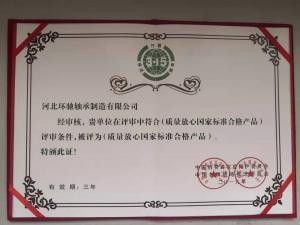 3·15
河北环驰轴承制造有限公司
经审核，贵单位在评审中符合《质量放心国家标准合格产品》
评审条件，被评为《质量放心国家标准合格产品》。
特颁此证！
有效期：三年